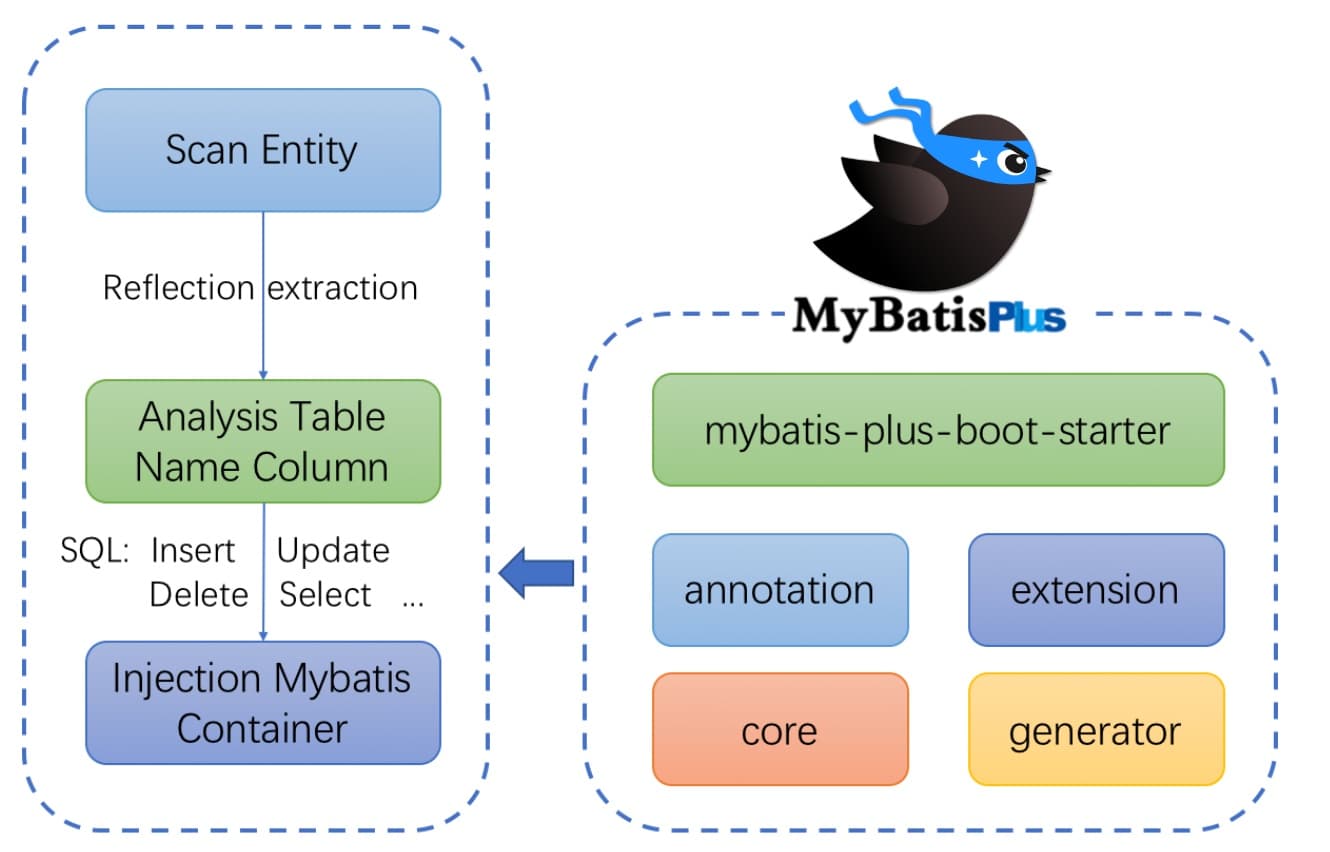 Scan Entity
Reflection extraction
Analysis Table
Name Column
SQL: Insert Update
Delete Select ...
Injection Mybatis
Container
MyBatisPlus
mybatis-plus-boot-starter
annotation extension
core generator